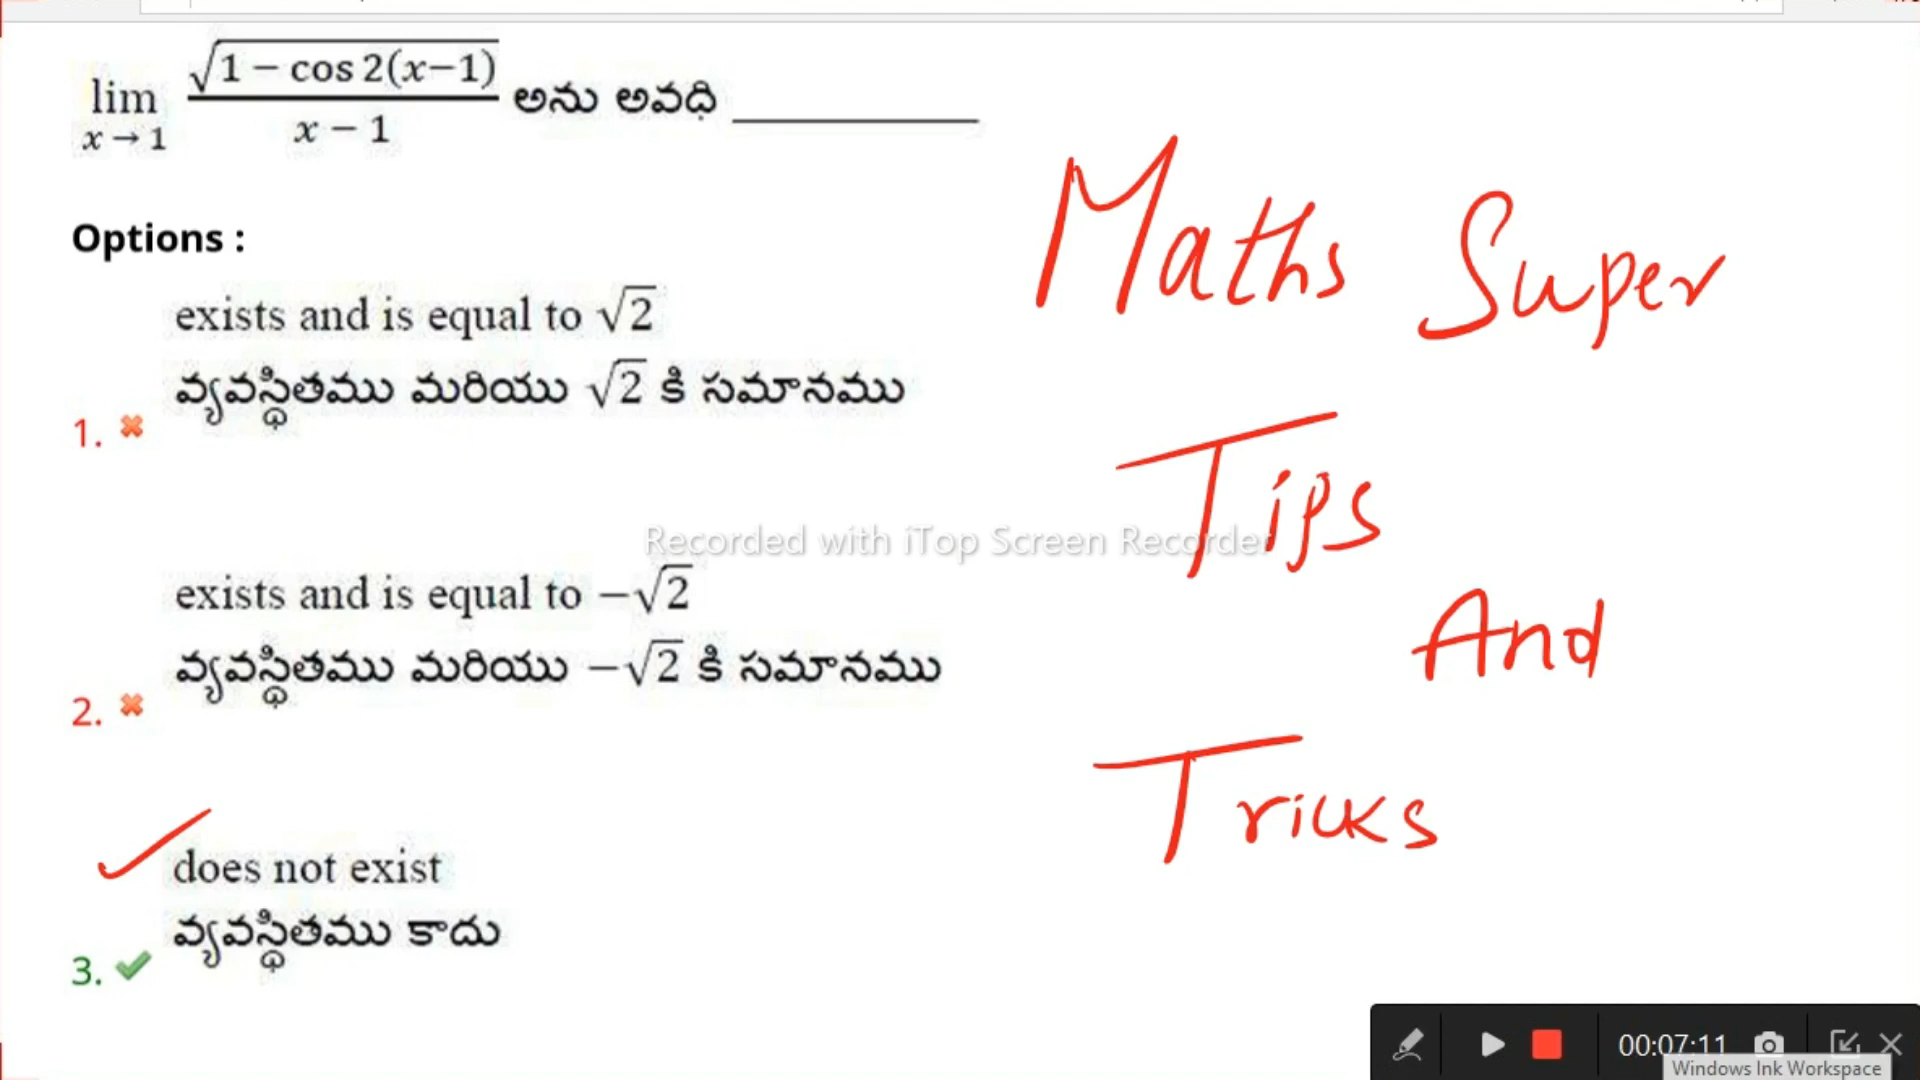 lim x → 1 √1 − cos 2(x−1) / x − 1 అను అవధి ____________
Options :
exists and is equal to √2
వ్యవస్థితము మరియు √2 కి సమానము
1.
exists and is equal to −√2
వ్యవస్థితము మరియు −√2 కి సమానము
2.
does not exist
వ్యవస్థితము కాదు
3.
Maths Super
Tips
And
Tricks
Recorded with iTop Screen Recorder
00:07:11
Windows Ink Workspace